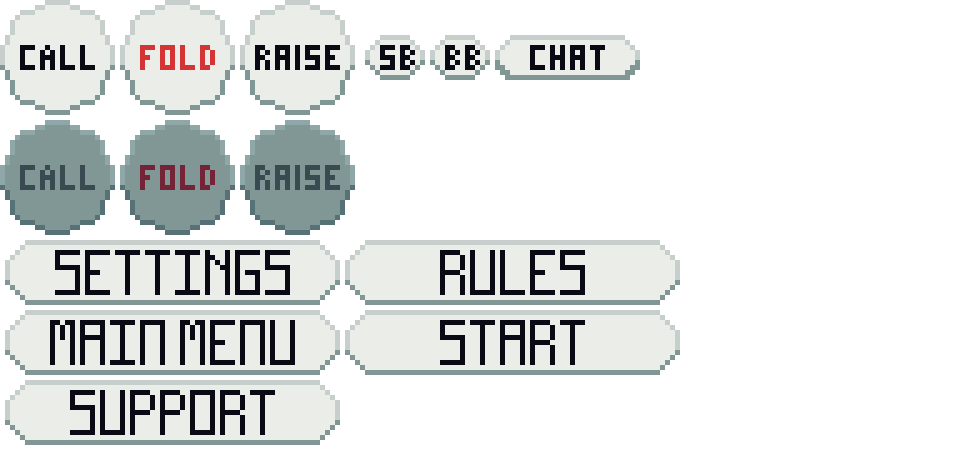 CALL FOLD RAISE SB BB CHAT
CALL FOLD RAISE
SETTINGS RULES
MAIN MENU START
SUPPORT